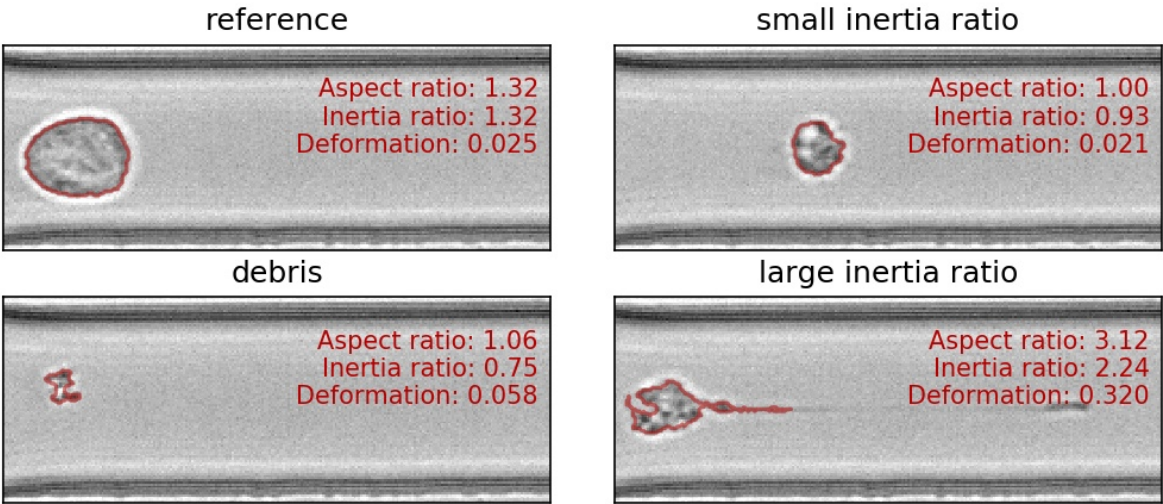 reference
Aspect ratio: 1.32
Inertia ratio: 1.32
Deformation: 0.025
small inertia ratio
Aspect ratio: 1.00
Inertia ratio: 0.93
Deformation: 0.021
debris
Aspect ratio: 1.06
Inertia ratio: 0.75
Deformation: 0.058
large inertia ratio
Aspect ratio: 3.12
Inertia ratio: 2.24
Deformation: 0.320